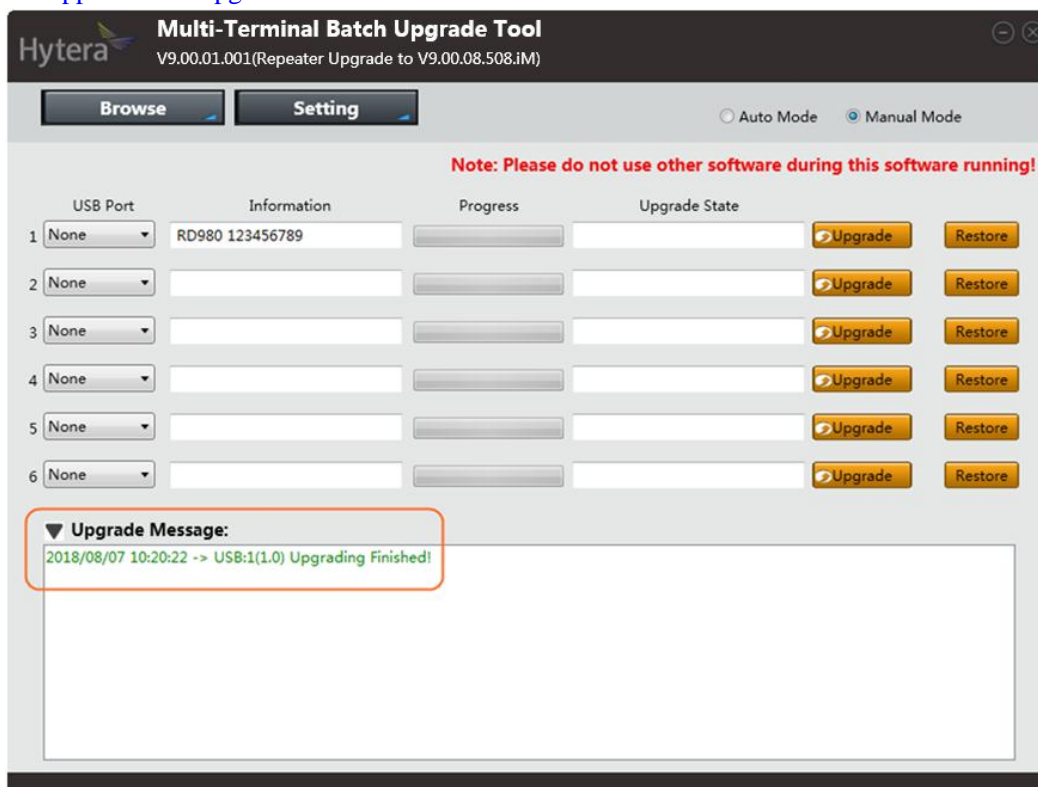 Hytera
Multi-Terminal Batch Upgrade Tool
V9.00.01.001(Repeater Upgrade to V9.00.08.508.iM)
Browse Setting Auto Mode Manual Mode
Note: Please do not use other software during this software running!
USB Port Information Progress Upgrade State
1 None RD980 123456789 Upgrade Restore
2 None Upgrade Restore
3 None Upgrade Restore
4 None Upgrade Restore
5 None Upgrade Restore
6 None Upgrade Restore
Upgrade Message:
2018/08/07 10:20:22 -> USB:1(1.0) Upgrading Finished!